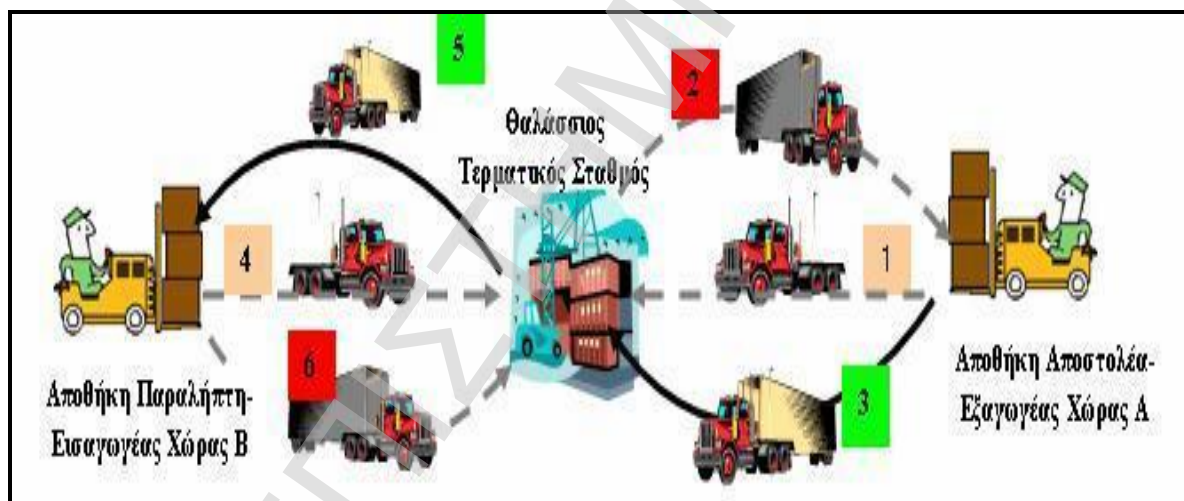 5
2
Θαλάσσιος
Τερματικός Σταθμός
4
1
6
3
Αποθήκη Παραλήπτη-
Εισαγωγέας Χώρας Β
Αποθήκη Αποστολέα-
Εξαγωγέας Χώρας Α